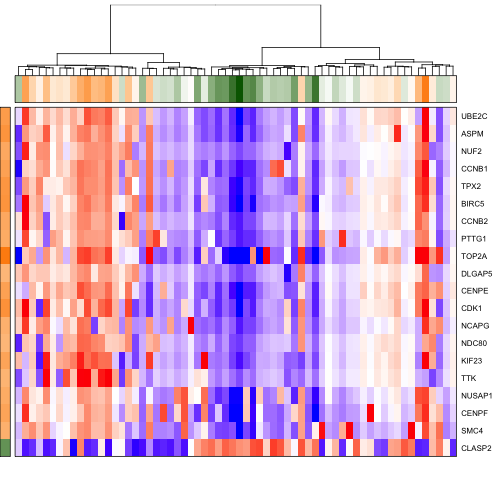 UBE2C
ASPM
NUF2
CCNB1
TPX2
BIRC5
CCNB2
PTTG1
TOP2A
DLGAP5
CENPE
CDK1
NCAPG
NDC80
KIF23
TTK
NUSAP1
CENPF
SMC4
CLASP2